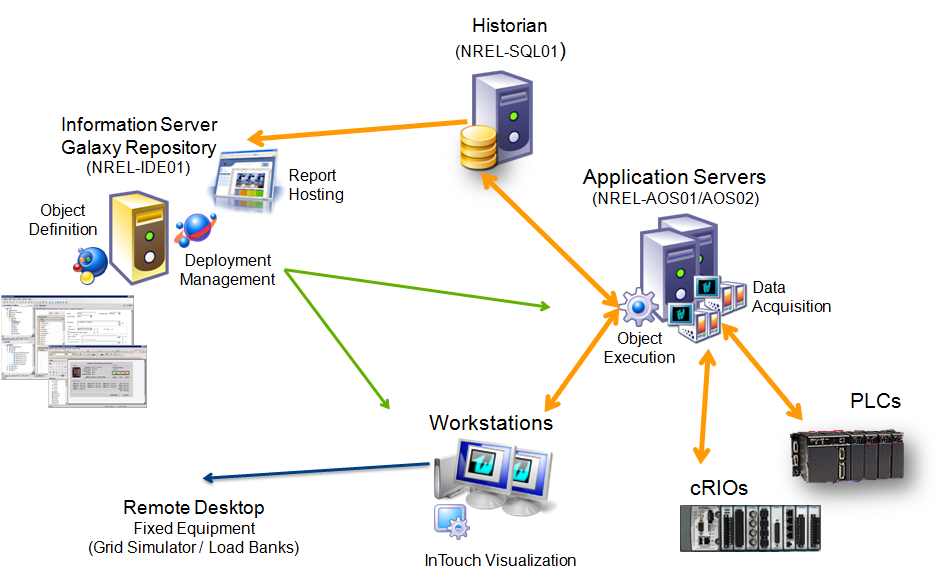 Historian
(NREL-SQL01)
Information Server
Galaxy Repository
(NREL-IDE01)
Report
Hosting
Object
Definition
Deployment
Management
Application Servers
(NREL-AOS01/AOS02)
Data
Acquisition
Object
Execution
Workstations
InTouch Visualization
Remote Desktop
Fixed Equipment
(Grid Simulator / Load Banks)
PLCs
cRIOs